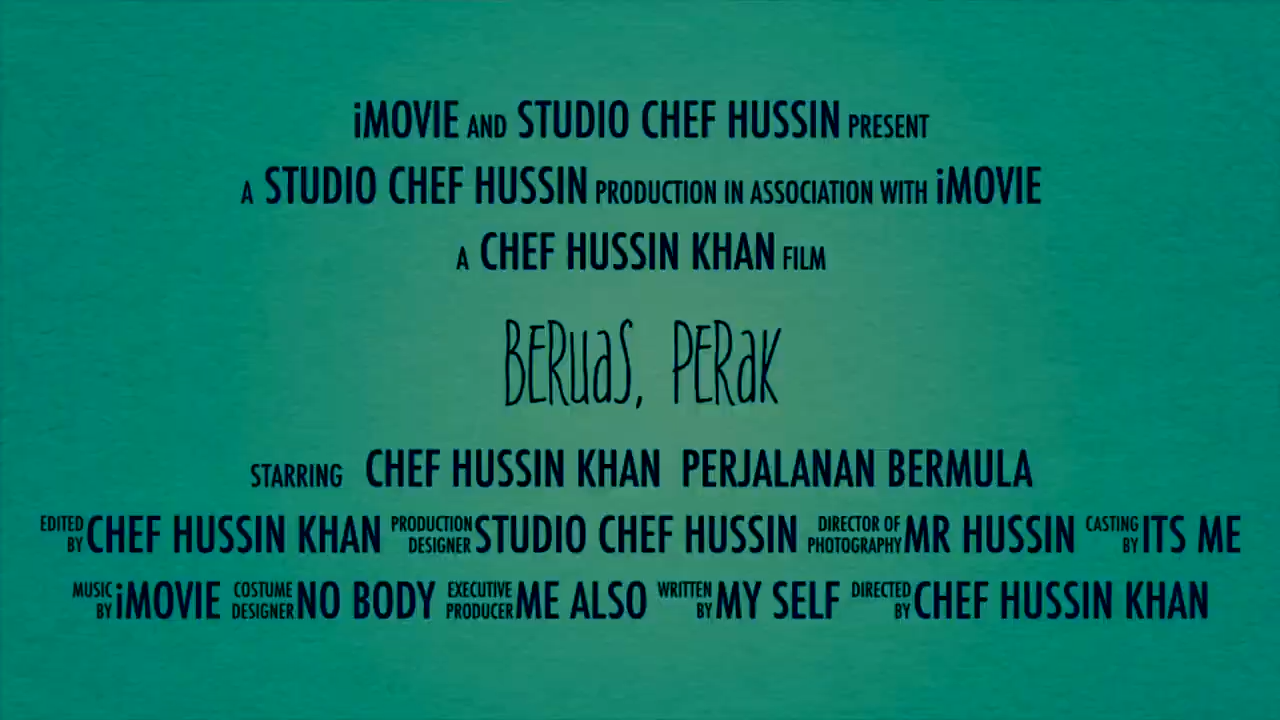 iMOVIE AND STUDIO CHEF HUSSIN PRESENT
A STUDIO CHEF HUSSIN PRODUCTION IN ASSOCIATION WITH iMOVIE
A CHEF HUSSIN KHAN FILM
BERuaS, PERaK
STARRING CHEF HUSSIN KHAN PERJALANAN BERMULA
EDITED BY CHEF HUSSIN KHAN PRODUCTION DESIGNER STUDIO CHEF HUSSIN DIRECTOR OF PHOTOGRAPHY MR HUSSIN CASTING BY ITS ME
MUSIC BY iMOVIE COSTUME DESIGNER NO BODY EXECUTIVE PRODUCER ME ALSO WRITTEN BY MY SELF DIRECTED BY CHEF HUSSIN KHAN